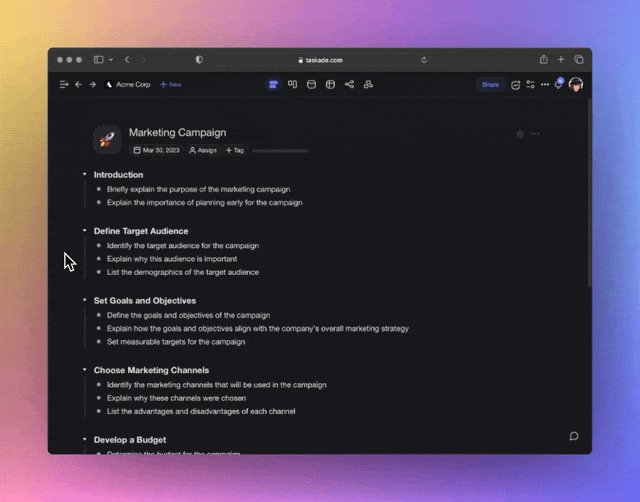 taskade.com
Acme Corp + New Share
Marketing Campaign
Mar 30, 2023 Assign + Tag
Introduction
Briefly explain the purpose of the marketing campaign
Explain the importance of planning early for the campaign
Define Target Audience
Identify the target audience for the campaign
Explain why this audience is important
List the demographics of the target audience
Set Goals and Objectives
Define the goals and objectives of the campaign
Explain how the goals and objectives align with the company's overall marketing strategy
Set measurable targets for the campaign
Choose Marketing Channels
Identify the marketing channels that will be used in the campaign
Explain why these channels were chosen
List the advantages and disadvantages of each channel
Develop a Budget
Determine the budget for the campaign